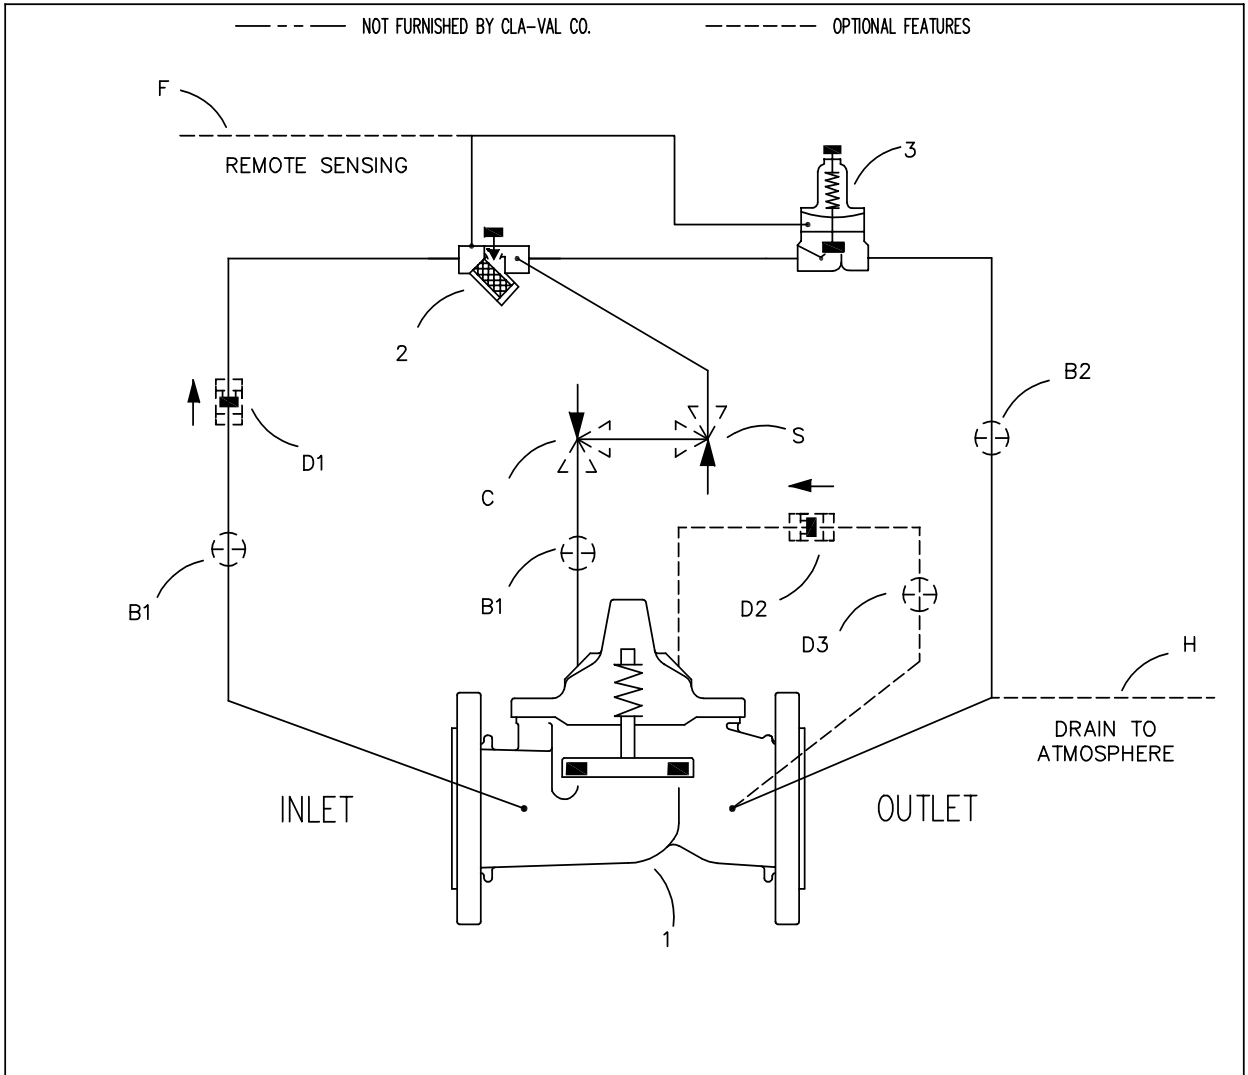 NOT FURNISHED BY CLA-VAL CO.
OPTIONAL FEATURES
F
REMOTE SENSING
3
2
B2
D1
S
C
B1
B1
D2
D3
H
DRAIN TO
ATMOSPHERE
INLET
OUTLET
1